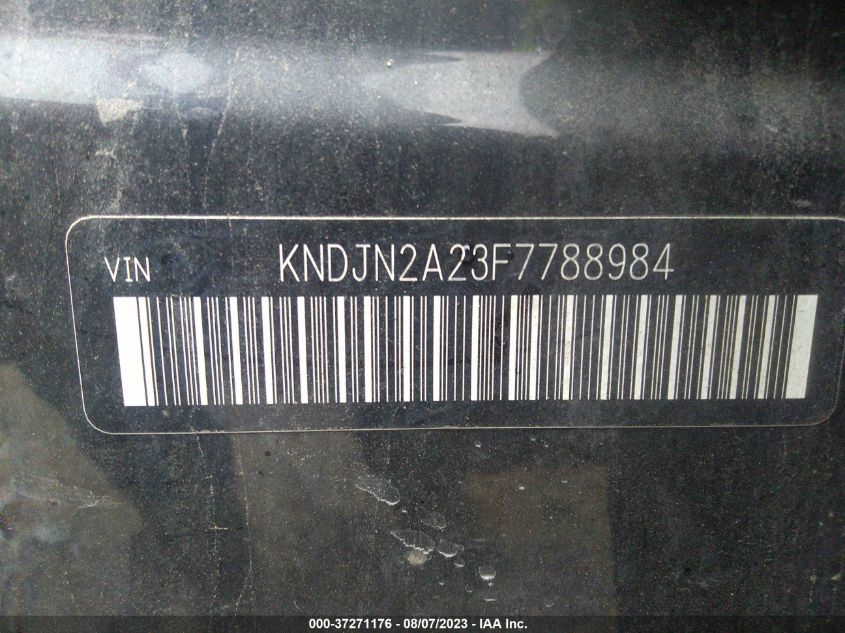 VIN KNDJN2A23F7788984
000-37271176 • 08/07/2023 - IAA Inc.